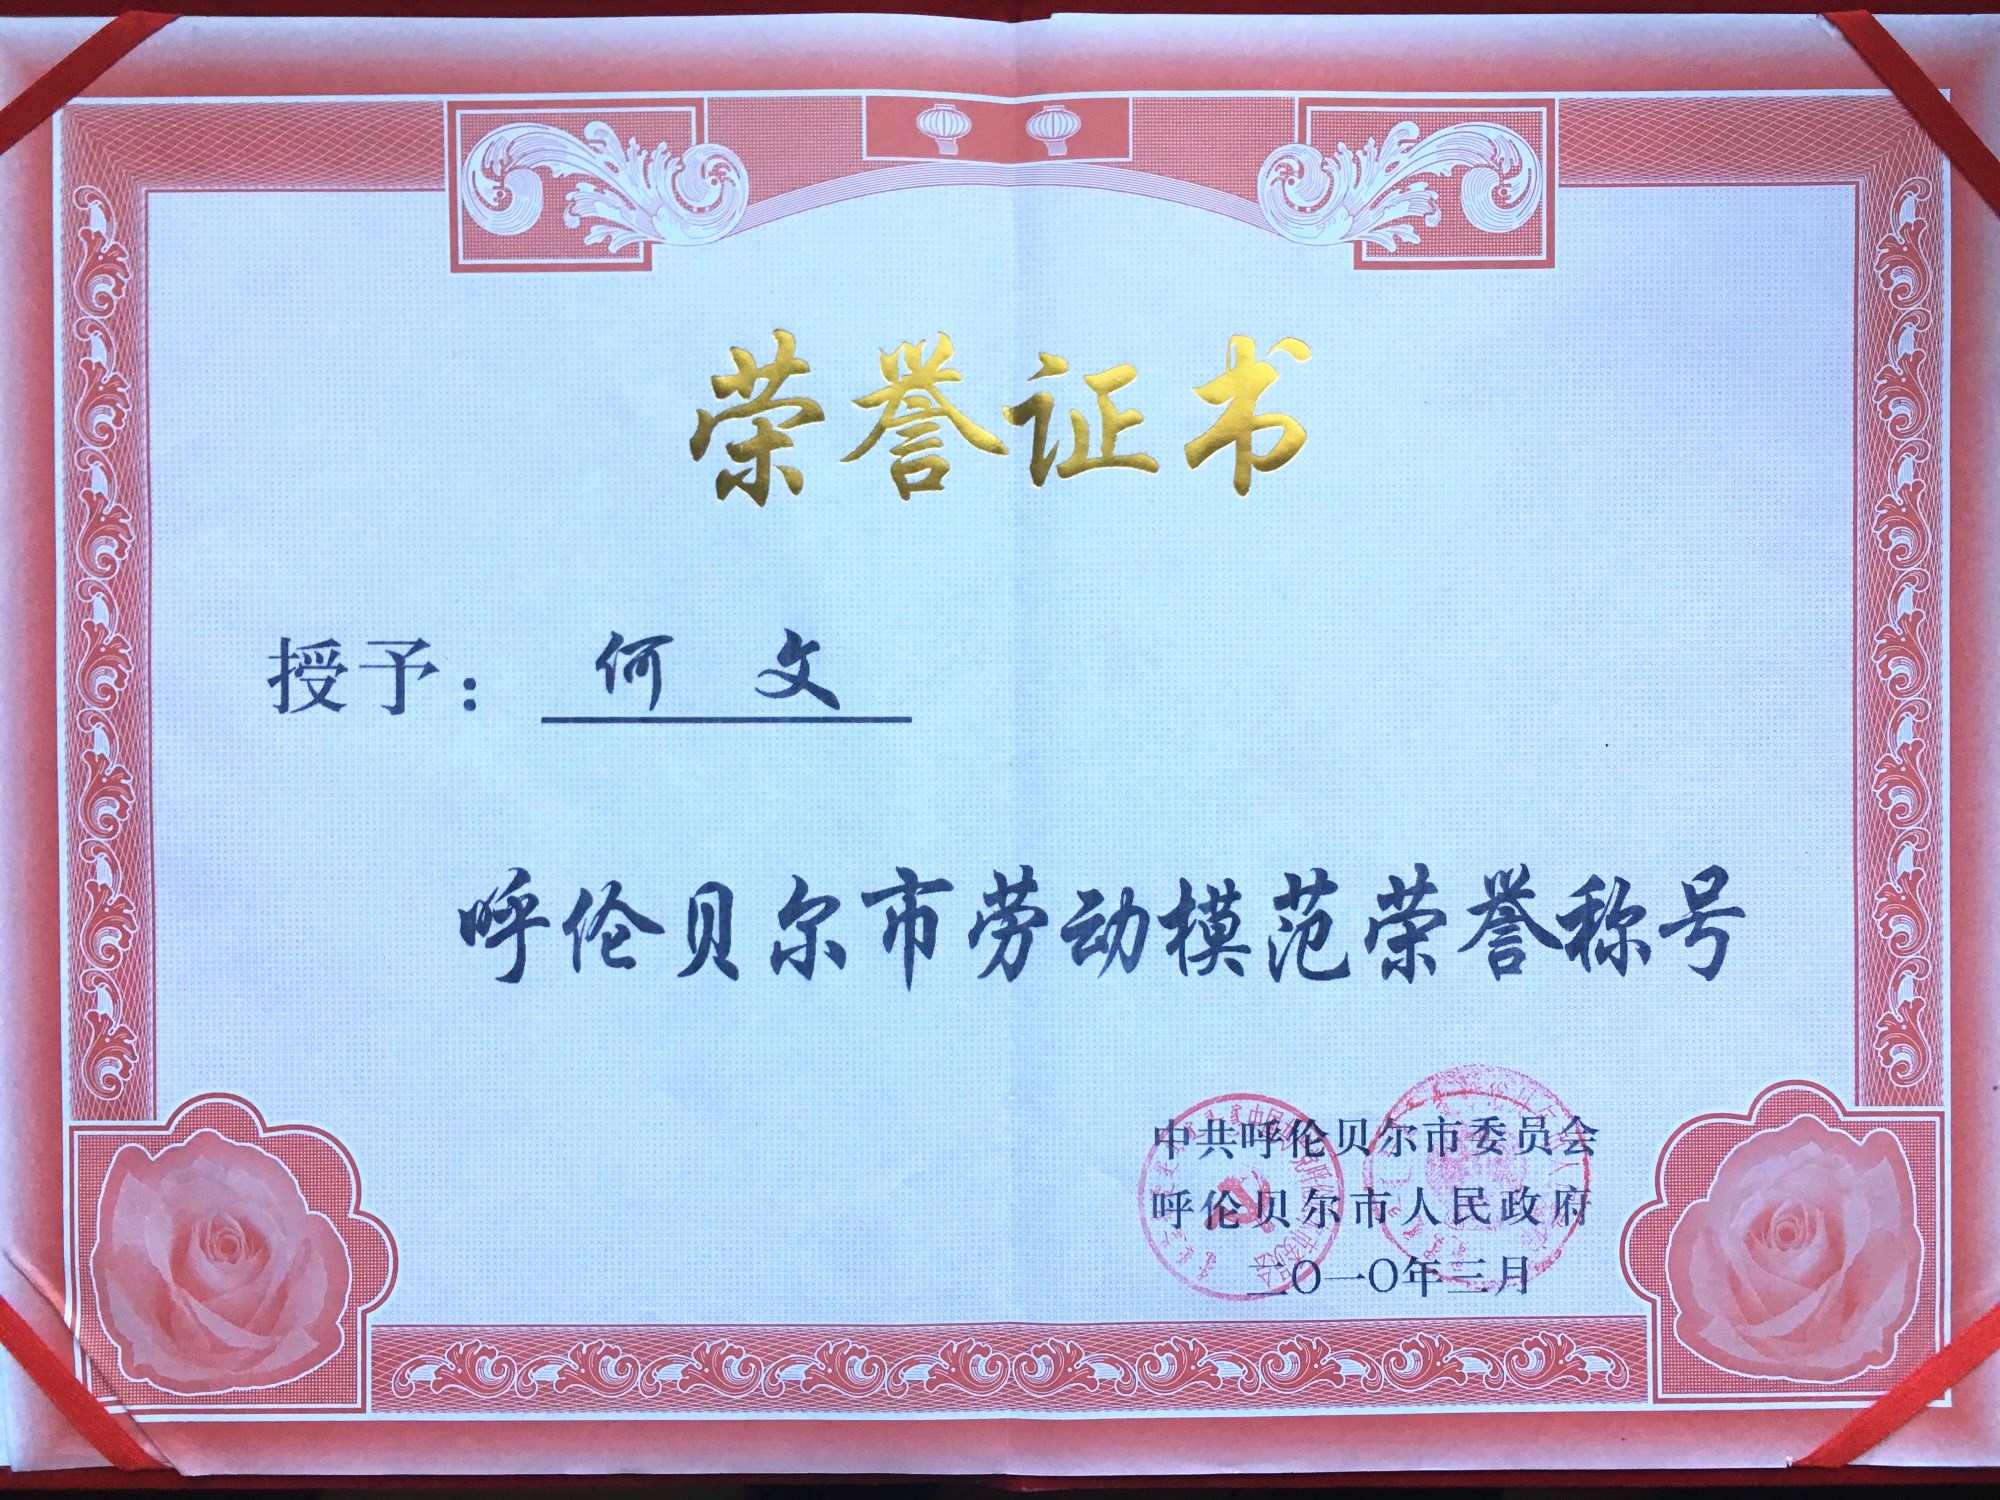 荣誉证书
授予：何 文
呼伦贝尔市劳动模范荣誉称号
中共呼伦贝尔市委员会
呼伦贝尔市人民政府
二〇一〇年三月